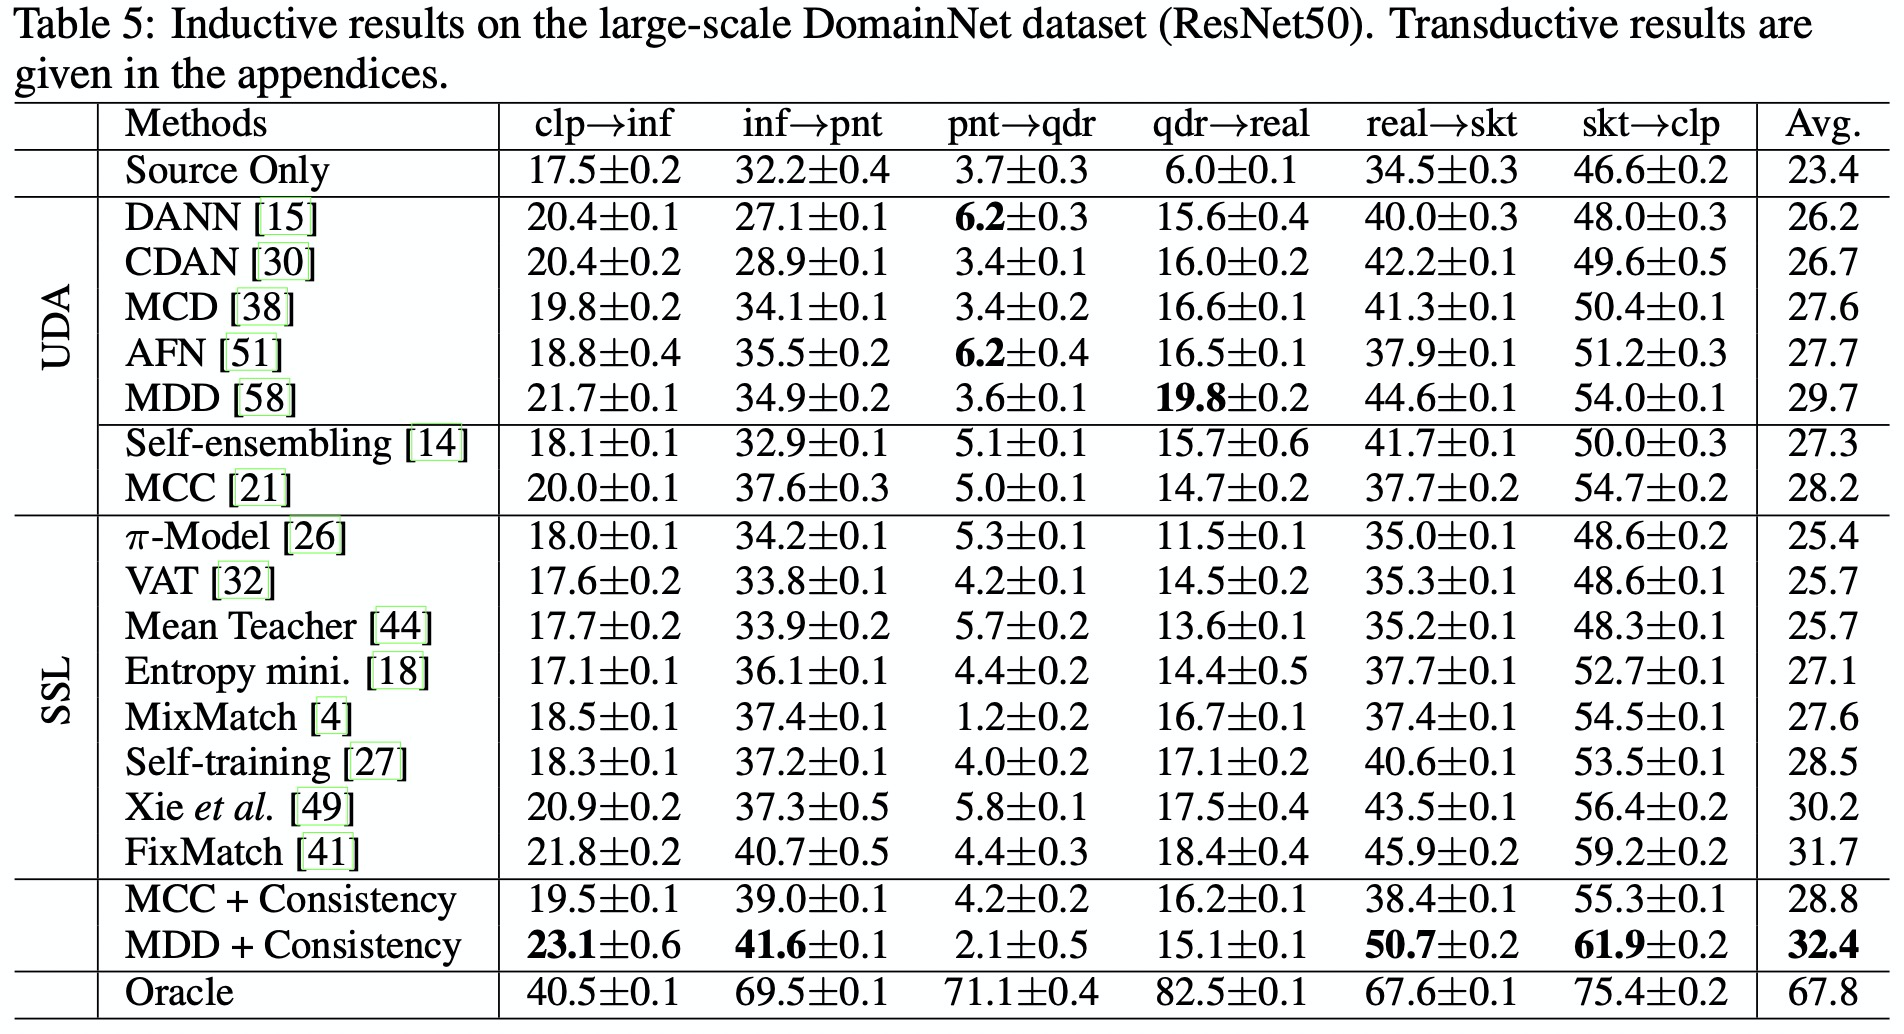 Table 5: Inductive results on the large-scale DomainNet dataset (ResNet50). Transductive results are
given in the appendices.
Methods clp→inf inf→pnt pnt→qdr qdr→real real→skt skt→clp Avg.
Source Only 17.5±0.2 32.2±0.4 3.7±0.3 6.0±0.1 34.5±0.3 46.6±0.2 23.4
UDA
DANN [15] 20.4±0.1 27.1±0.1 6.2±0.3 15.6±0.4 40.0±0.3 48.0±0.3 26.2
CDAN [30] 20.4±0.2 28.9±0.1 3.4±0.1 16.0±0.2 42.2±0.1 49.6±0.5 26.7
MCD [38] 19.8±0.2 34.1±0.1 3.4±0.2 16.6±0.1 41.3±0.1 50.4±0.1 27.6
AFN [51] 18.8±0.4 35.5±0.2 6.2±0.4 16.5±0.1 37.9±0.1 51.2±0.3 27.7
MDD [58] 21.7±0.1 34.9±0.2 3.6±0.1 19.8±0.2 44.6±0.1 54.0±0.1 29.7
Self-ensembling [14] 18.1±0.1 32.9±0.1 5.1±0.1 15.7±0.6 41.7±0.1 50.0±0.3 27.3
MCC [21] 20.0±0.1 37.6±0.3 5.0±0.1 14.7±0.2 37.7±0.2 54.7±0.2 28.2
SSL
π-Model [26] 18.0±0.1 34.2±0.1 5.3±0.1 11.5±0.1 35.0±0.1 48.6±0.2 25.4
VAT [32] 17.6±0.2 33.8±0.1 4.2±0.1 14.5±0.2 35.3±0.1 48.6±0.1 25.7
Mean Teacher [44] 17.7±0.2 33.9±0.2 5.7±0.2 13.6±0.1 35.2±0.1 48.3±0.1 25.7
Entropy mini. [18] 17.1±0.1 36.1±0.1 4.4±0.2 14.4±0.5 37.7±0.1 52.7±0.1 27.1
MixMatch [4] 18.5±0.1 37.4±0.1 1.2±0.2 16.7±0.1 37.4±0.1 54.5±0.1 27.6
Self-training [27] 18.3±0.1 37.2±0.1 4.0±0.2 17.1±0.2 40.6±0.1 53.5±0.1 28.5
Xie et al. [49] 20.9±0.2 37.3±0.5 5.8±0.1 17.5±0.4 43.5±0.1 56.4±0.2 30.2
FixMatch [41] 21.8±0.2 40.7±0.5 4.4±0.3 18.4±0.4 45.9±0.2 59.2±0.2 31.7
MCC + Consistency 19.5±0.1 39.0±0.1 4.2±0.2 16.2±0.1 38.4±0.1 55.3±0.1 28.8
MDD + Consistency 23.1±0.6 41.6±0.1 2.1±0.5 15.1±0.1 50.7±0.2 61.9±0.2 32.4
Oracle 40.5±0.1 69.5±0.1 71.1±0.4 82.5±0.1 67.6±0.1 75.4±0.2 67.8